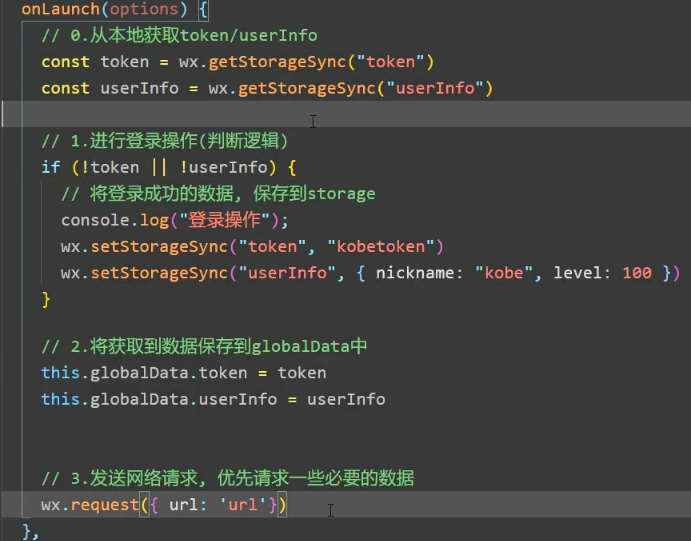 onLaunch(options) {
// 0.从本地获取token/userInfo
const token = wx.getStorageSync("token")
const userInfo = wx.getStorageSync("userInfo")
// 1.进行登录操作(判断逻辑)
if (!token || !userInfo) {
// 将登录成功的数据, 保存到storage
console.log("登录操作");
wx.setStorageSync("token", "kobetoken")
wx.setStorageSync("userInfo", { nickname: "kobe", level: 100 })
}
// 2.将获取到数据保存到globalData中
this.globalData.token = token
this.globalData.userInfo = userInfo
// 3.发送网络请求, 优先请求一些必要的数据
wx.request({ url: 'url'})
},